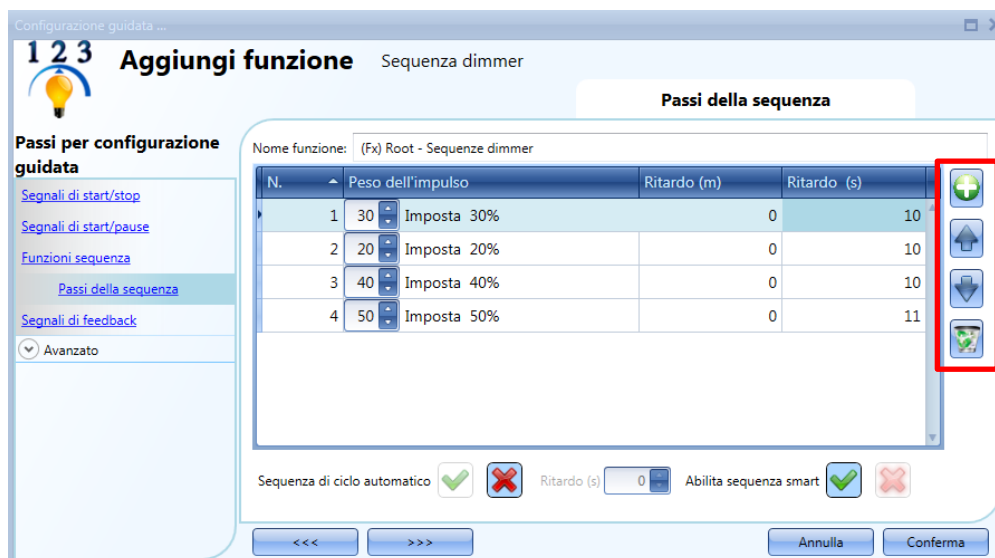 Configurazione guidata ...
1 2 3
Aggiungi funzione Sequenza dimmer
Passi della sequenza
Passi per configurazione
guidata
Segnali di start/stop
Segnali di start/pause
Funzioni sequenza
Passi della sequenza
Segnali di feedback
Avanzato
Nome funzione: (Fx) Root - Sequenze dimmer
N. Peso dell'impulso Ritardo (m) Ritardo (s)
1 30 Imposta 30% 0 10
2 20 Imposta 20% 0 10
3 40 Imposta 40% 0 10
4 50 Imposta 50% 0 11
Sequenza di ciclo automatico Ritardo (s) 0 Abilita sequenza smart
<<< >>> Annulla Conferma